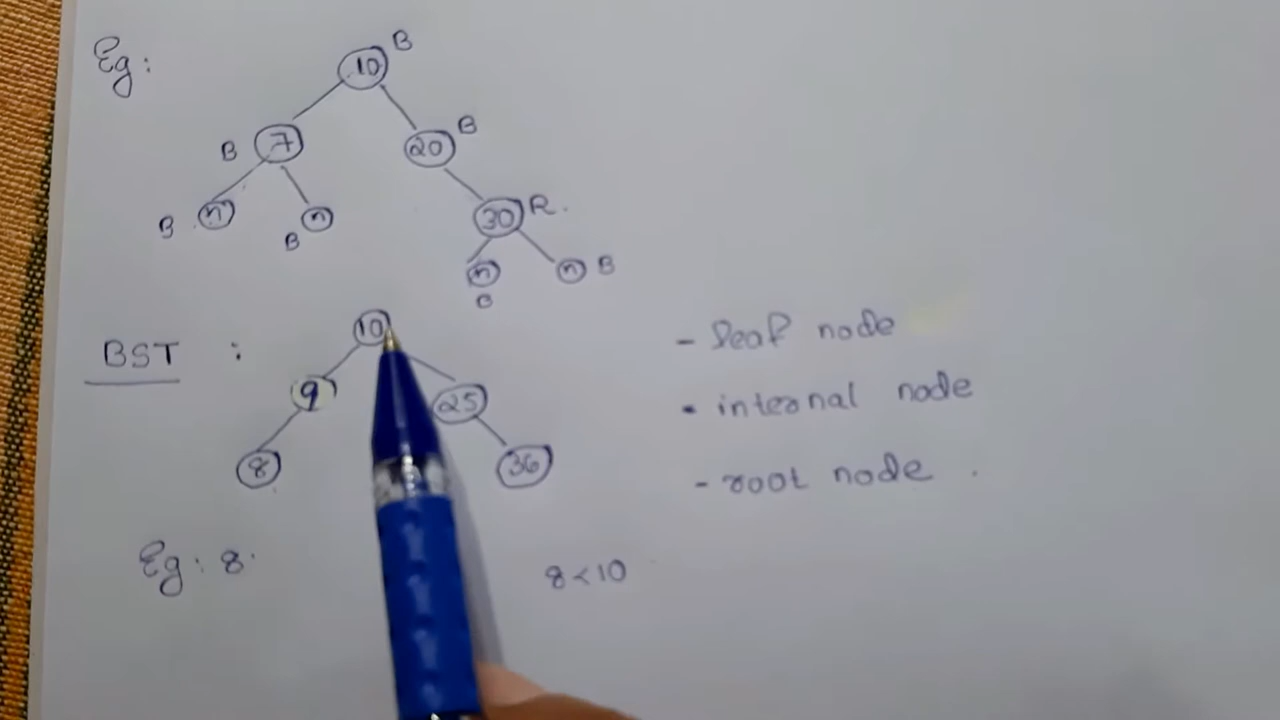 Eg:
10 B
B 7 20 B
B n n B 30 R.
n B n B
BST :
10
9 25
8 36
- leaf node
- internal node
- root node .
Eg: 8. 8<10